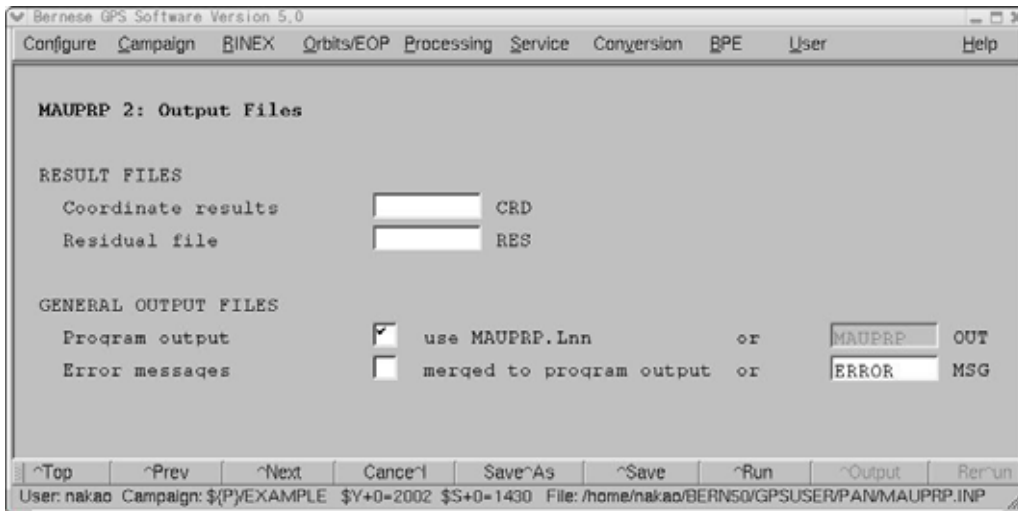 Bernese GPS Software Version 5.0
Configure Campaign RINEX Orbits/EOP Processing Service Conversion BPE User Help
MAUPRP 2: Output Files
RESULT FILES
Coordinate results CRD
Residual file RES
GENERAL OUTPUT FILES
Program output use MAUPRP.Lnn or MAUPRP OUT
Error messages merged to program output or ERROR MSG
^Top ^Prev ^Next Cance^l Save^As ^Save ^Run ^Output Rer^un
User: nakao Campaign: ${P}/EXAMPLE $Y+0=2002 $S+0=1430 File: /home/nakao/BERN50/GPSUSER/PAN/MAUPRP.INP